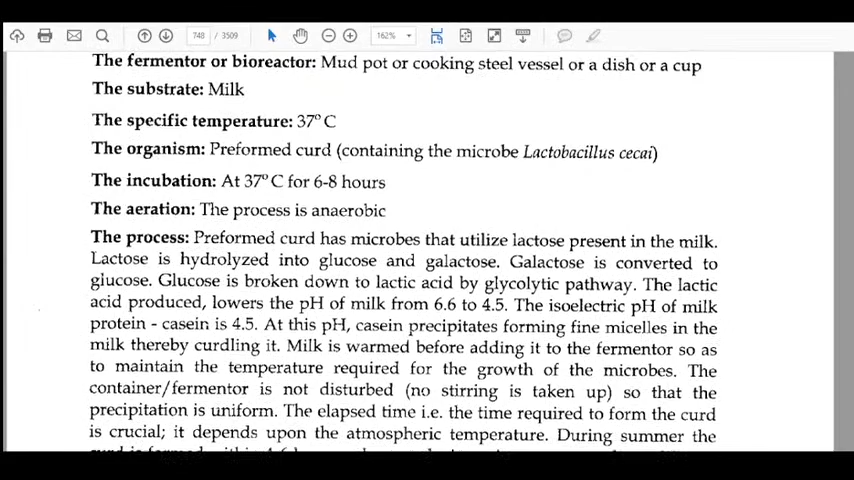 748 / 3509 162%
The fermentor or bioreactor: Mud pot or cooking steel vessel or a dish or a cup
The substrate: Milk
The specific temperature: 37° C
The organism: Preformed curd (containing the microbe Lactobacillus cecai)
The incubation: At 37° C for 6-8 hours
The aeration: The process is anaerobic
The process: Preformed curd has microbes that utilize lactose present in the milk.
Lactose is hydrolyzed into glucose and galactose. Galactose is converted to
glucose. Glucose is broken down to lactic acid by glycolytic pathway. The lactic
acid produced, lowers the pH of milk from 6.6 to 4.5. The isoelectric pH of milk
protein - casein is 4.5. At this pH, casein precipitates forming fine micelles in the
milk thereby curdling it. Milk is warmed before adding it to the fermentor so as
to maintain the temperature required for the growth of the microbes. The
container/fermentor is not disturbed (no stirring is taken up) so that the
precipitation is uniform. The elapsed time i.e. the time required to form the curd
is crucial; it depends upon the atmospheric temperature. During summer the